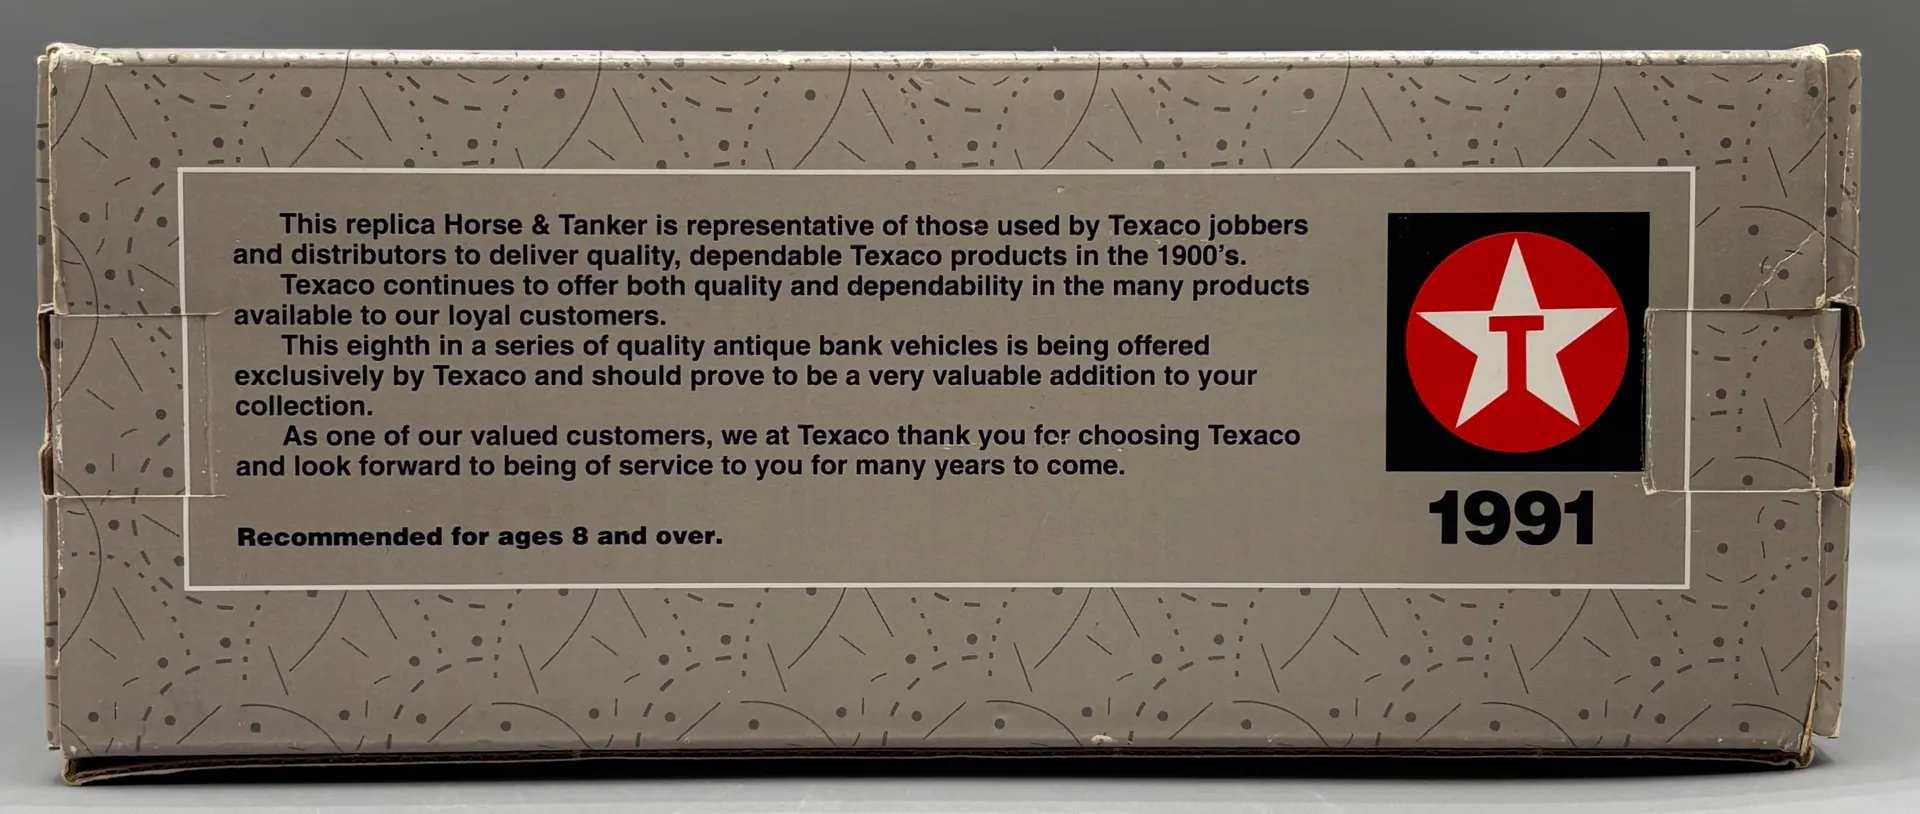 This replica Horse & Tanker is representative of those used by Texaco jobbers
and distributors to deliver quality, dependable Texaco products in the 1900's.
Texaco continues to offer both quality and dependability in the many products
available to our loyal customers.
This eighth in a series of quality antique bank vehicles is being offered
exclusively by Texaco and should prove to be a very valuable addition to your
collection.
As one of our valued customers, we at Texaco thank you for choosing Texaco
and look forward to being of service to you for many years to come.
Recommended for ages 8 and over.
T
1991